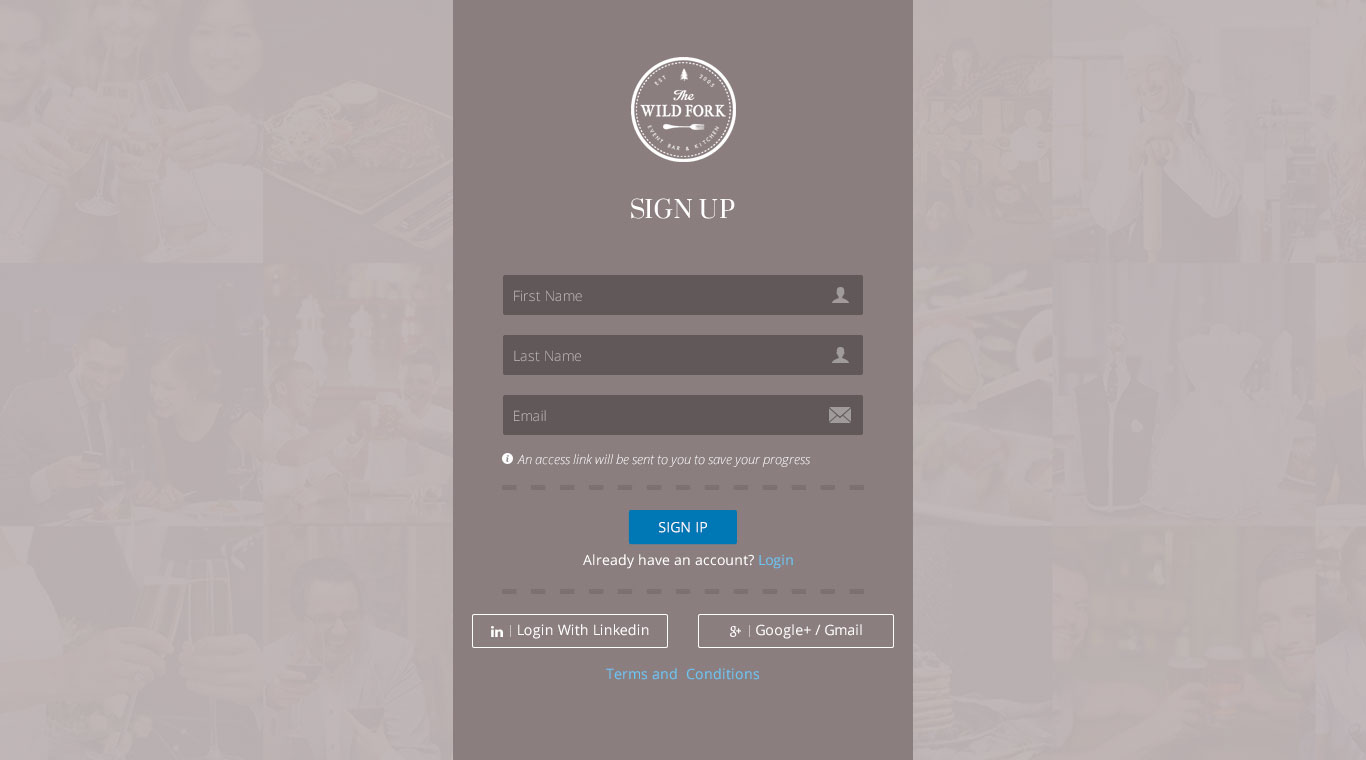 EST 2005
The
WILD FORK
EVENT BAR & KITCHEN
SIGN UP
First Name
Last Name
Email
An access link will be sent to you to save your progress
SIGN IP
Already have an account? Login
in | Login With Linkedin
g+ | Google+ / Gmail
Terms and Conditions